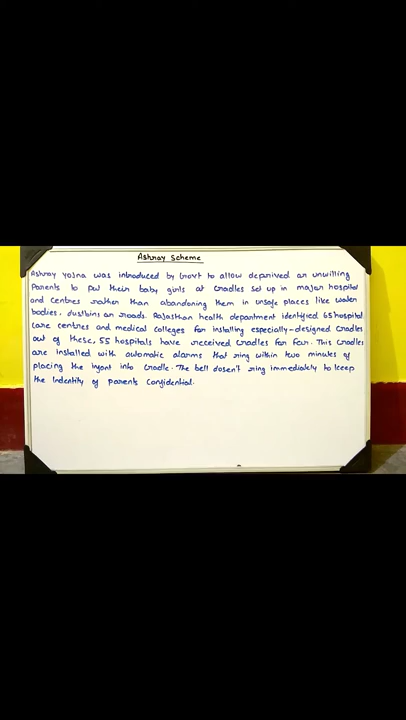 Ashray Scheme
Ashray Yojna was introduced by Govt to allow deprived or unwilling
Parents to put their baby girls at cradles set up in major hospital
and centres rather than abandoning them in unsafe places like water
bodies, dustbins or roads. Rajasthan health department identified 65 hospital,
care centres and medical colleges for installing especially-designed cradles
out of these, 55 hospitals have received cradles for far. This cradles
are installed with automatic alarms that ring within two minutes of
placing the infant into cradle. The bell dosen't ring immediately to keep
the Indentity of parents confidential.